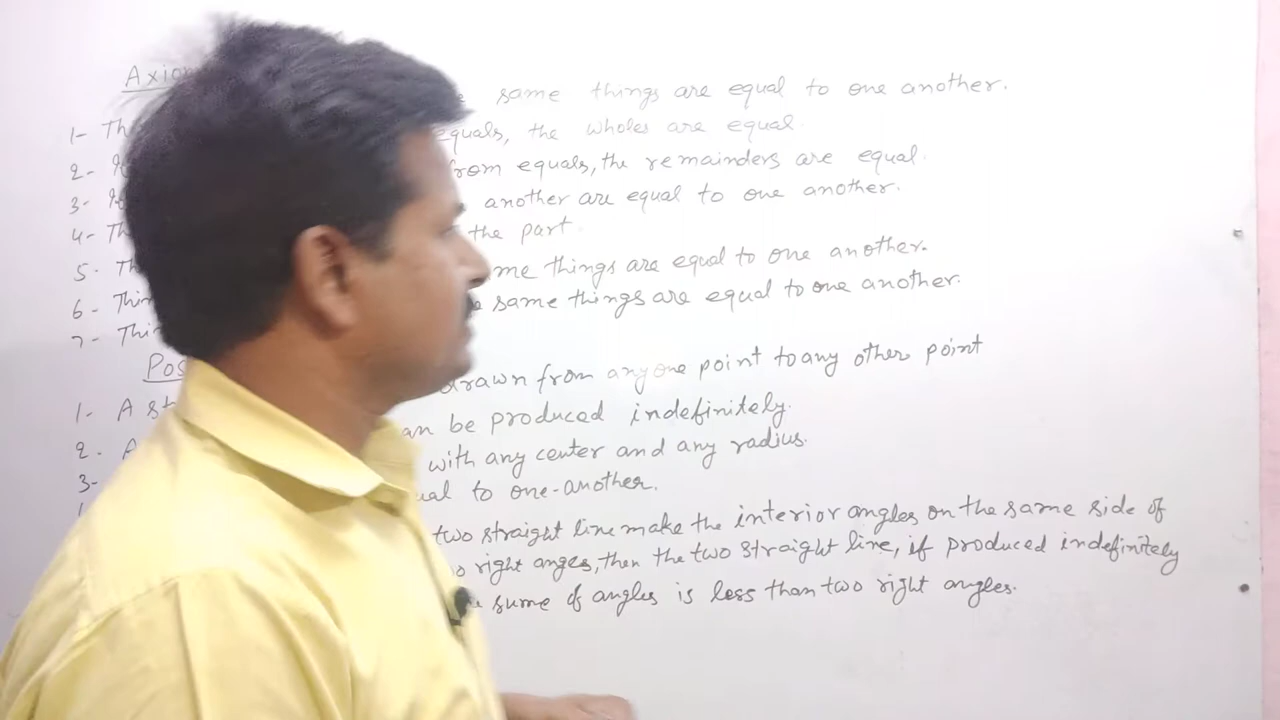 Axio
same things are equal to one another.
1- Th equals, the wholes are equal.
2- from equals, the remainders are equal.
3- another are equal to one another.
4- Th the part.
5. Th me things are equal to one another.
6- Thin same things are equal to one another.
7- Thin
Pos
drawn from any one point to any other point
1- A st an be produced indefinitely.
2. A with any center and any radius.
3- ual to one-another.
two straight line make the interior angles on the same side of
o right anges, then the two straight line, if produced indefinitely
sume of angles is less than two right angles.